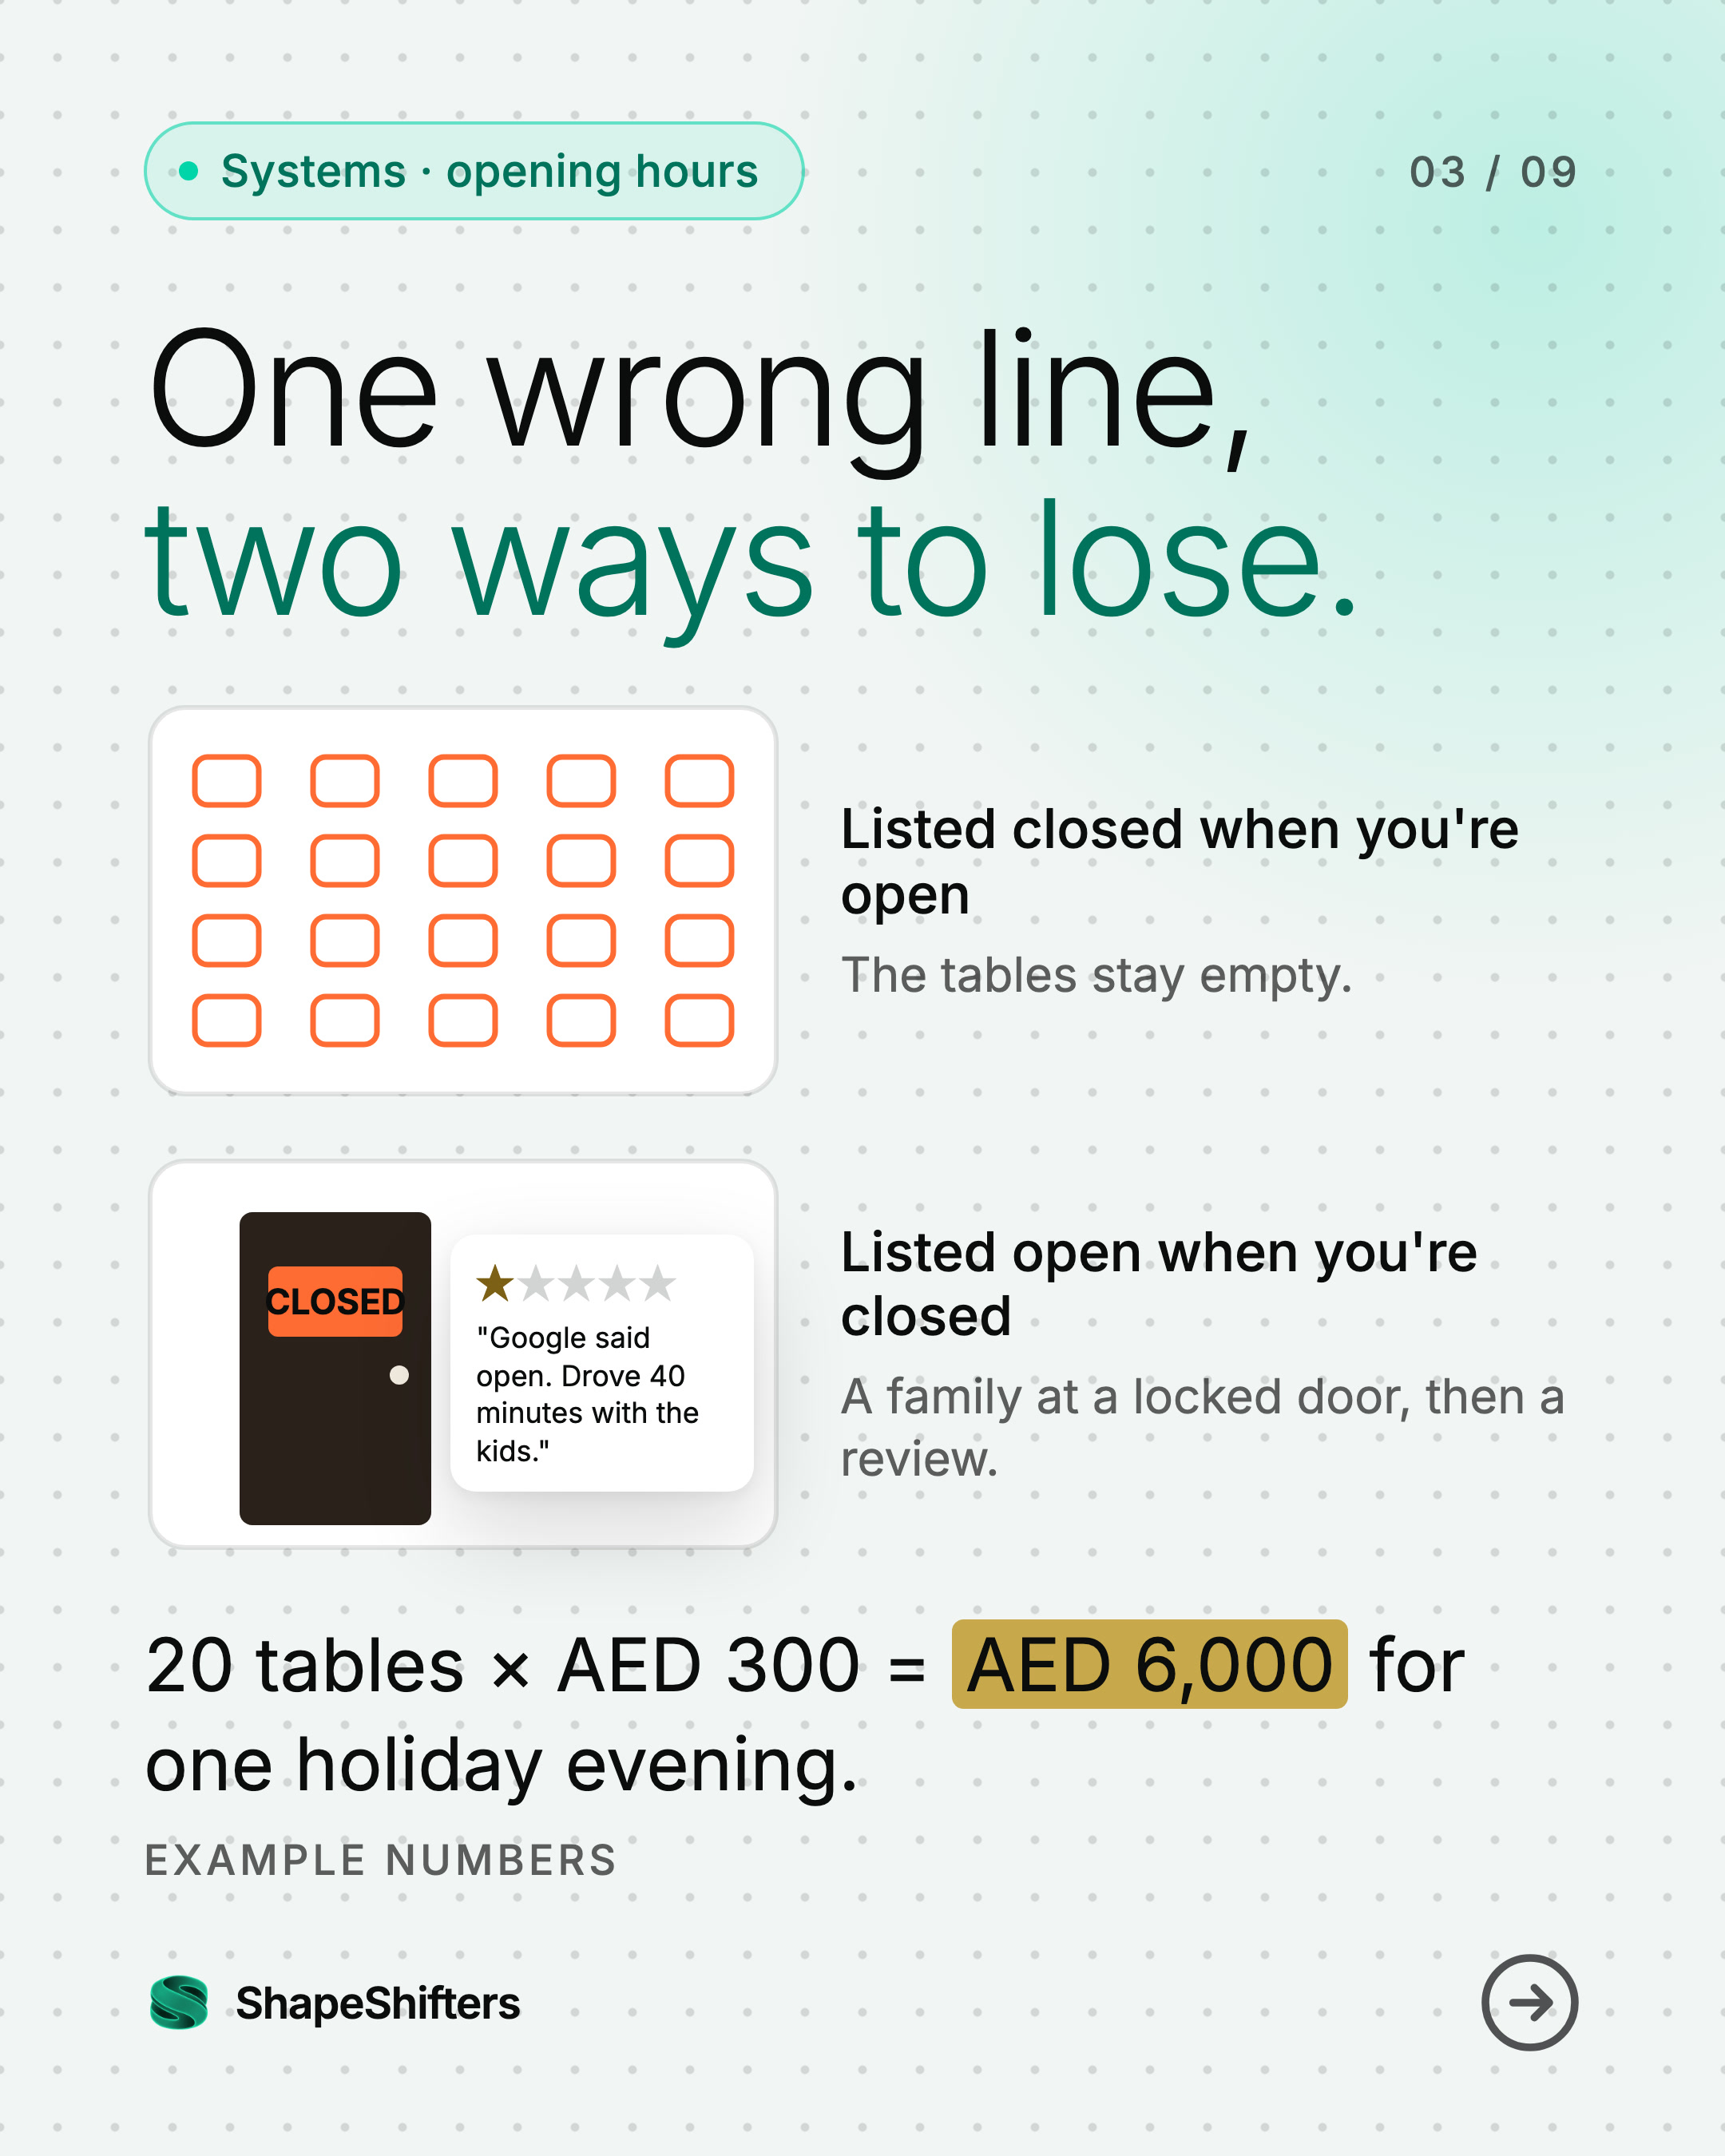 Systems · opening hours
03 / 09
One wrong line,
two ways to lose.
Listed closed when you're
open
The tables stay empty.
CLOSED
"Google said
open. Drove 40
minutes with the
kids."
Listed open when you're
closed
A family at a locked door, then a
review.
20 tables × AED 300 = AED 6,000 for
one holiday evening.
EXAMPLE NUMBERS
ShapeShifters